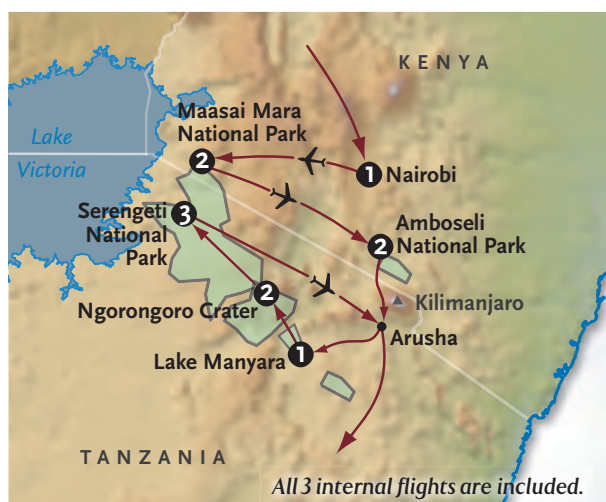 KENYA
Maasai Mara
National Park
2
Lake
Victoria
1
Nairobi
Serengeti
National
Park
3
Amboseli
National Park
2
Kilimanjaro
Ngorongoro Crater
2
Arusha
Lake Manyara
1
TANZANIA
All 3 internal flights are included.